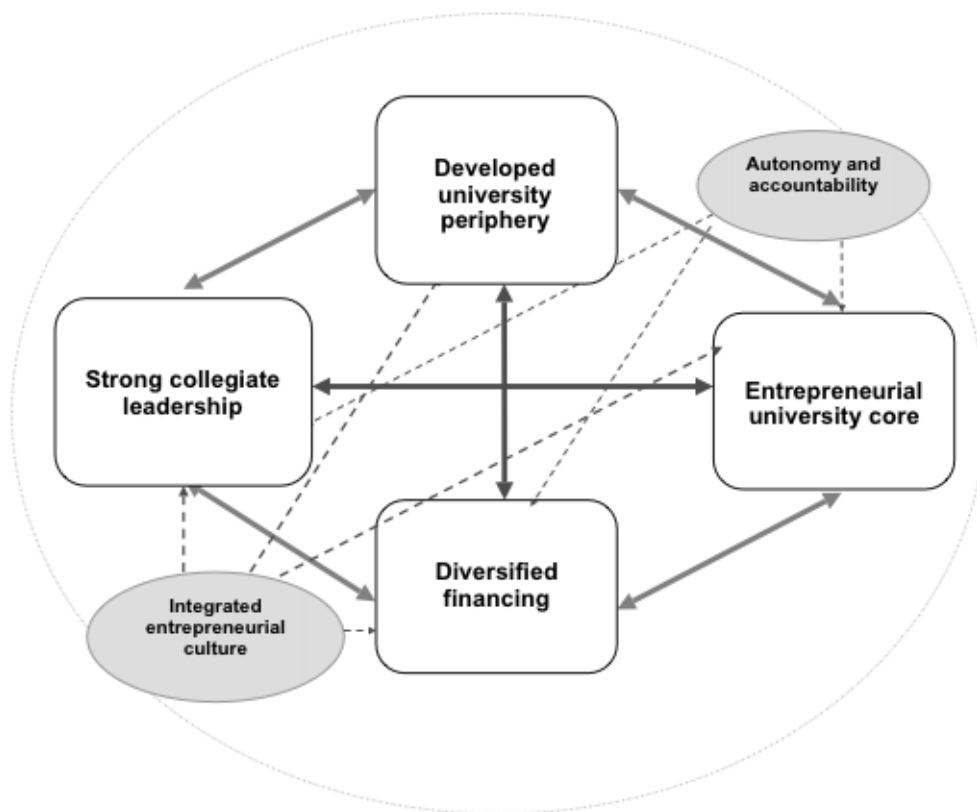 Developed
university
periphery
Autonomy and
accountability
Strong collegiate
leadership
Entrepreneurial
university core
Diversified
financing
Integrated
entrepreneurial
culture